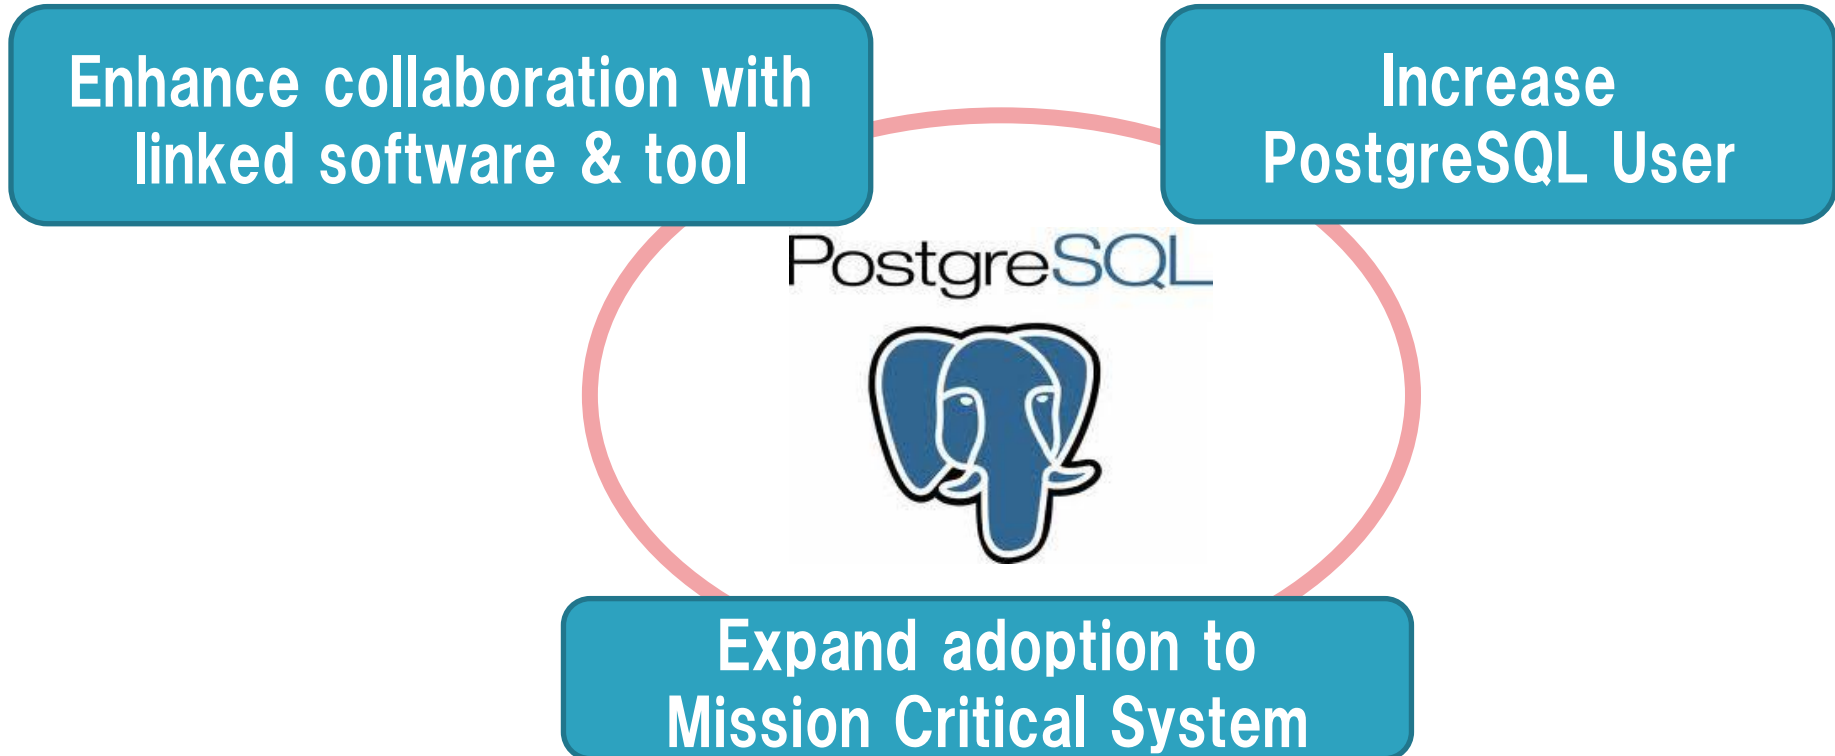 Enhance collaboration with
linked software & tool
Increase
PostgreSQL User
PostgreSQL
Expand adoption to
Mission Critical System